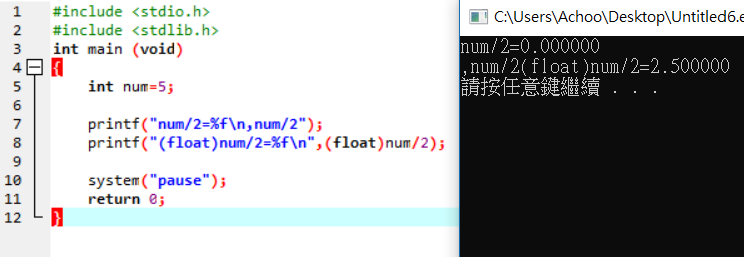 1 #include <stdio.h>
2 #include <stdlib.h>
3 int main (void)
4 {
5 int num=5;
6
7 printf("num/2=%f\n,num/2");
8 printf("(float)num/2=%f\n",(float)num/2);
9
10 system("pause");
11 return 0;
12 }
C:\Users\Achoo\Desktop\Untitled6.e
num/2=0.000000
,num/2(float)num/2=2.500000
請按任意鍵繼續 . . .